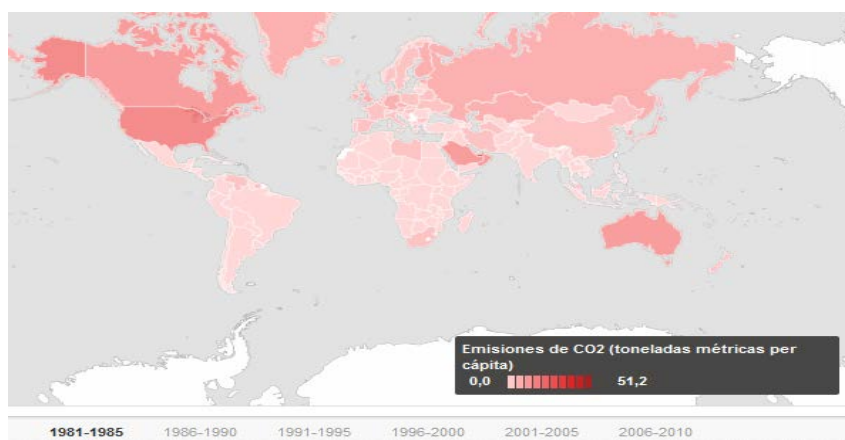 Emisiones de CO2 (toneladas métricas per
cápita)
0,0 51,2
1981-1985 1986-1990 1991-1995 1996-2000 2001-2005 2006-2010